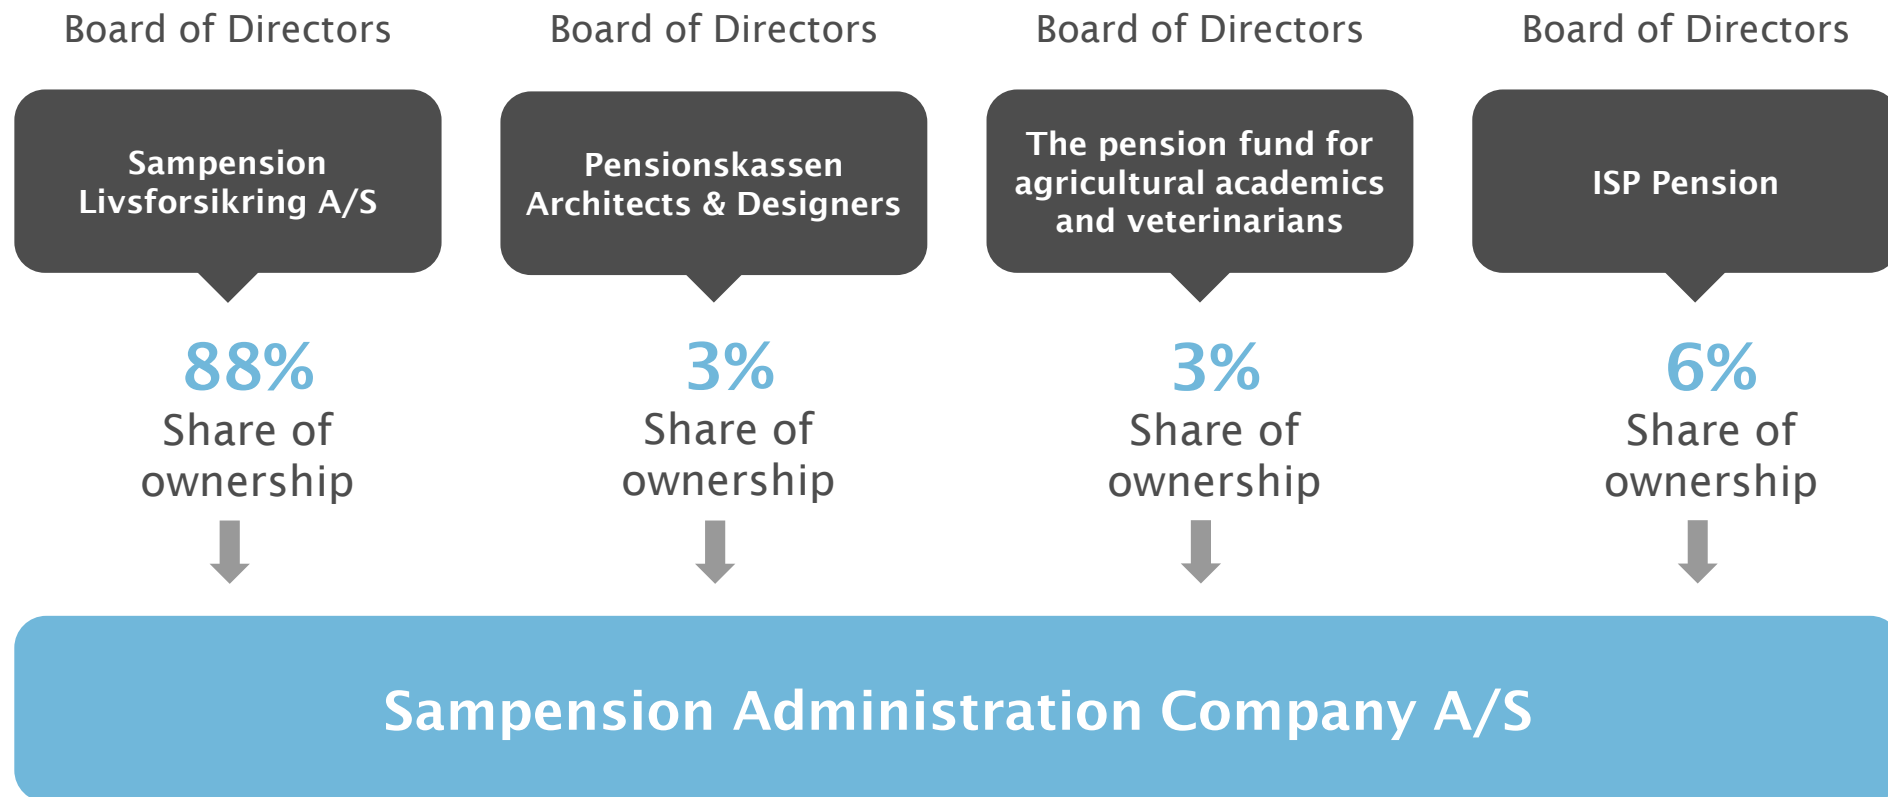 Board of Directors
Board of Directors
Board of Directors
Board of Directors
Sampension
Livsforsikring A/S
Pensionskassen
Architects & Designers
The pension fund for
agricultural academics
and veterinarians
ISP Pension
88%
Share of
ownership
3%
Share of
ownership
3%
Share of
ownership
6%
Share of
ownership
Sampension Administration Company A/S